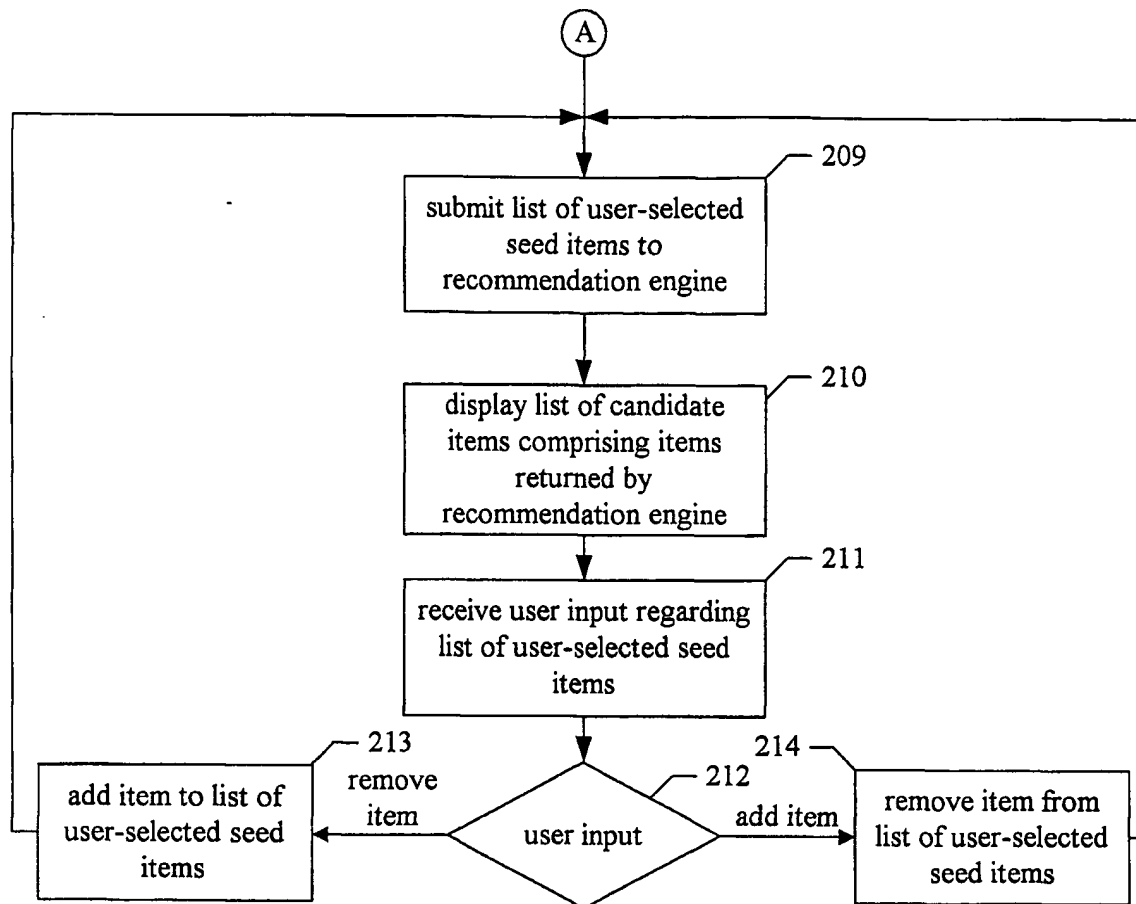 A
209
submit list of user-selected
seed items to
recommendation engine
210
display list of candidate
items comprising items
returned by
recommendation engine
211
receive user input regarding
list of user-selected seed
items
213
add item to list of
user-selected seed
items
remove
item
212
user input
add item
214
remove item from
list of user-selected
seed items